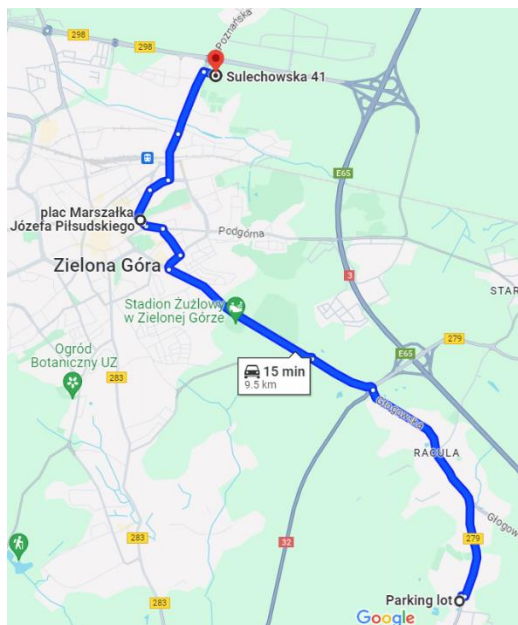 298
298
Poznańska
Sulechowska 41
E65
plac Marszałka
Józefa Piłsudskiego
Podgórna
Zielona Góra
3
STAR
Stadion Żużlowy
w Zielonej Górze
279
E65
Ogród
Botaniczny UZ
15 min
9.5 km
283
Głogowska
RACULA
Głogow
32
283
279
283
Parking lot
Google